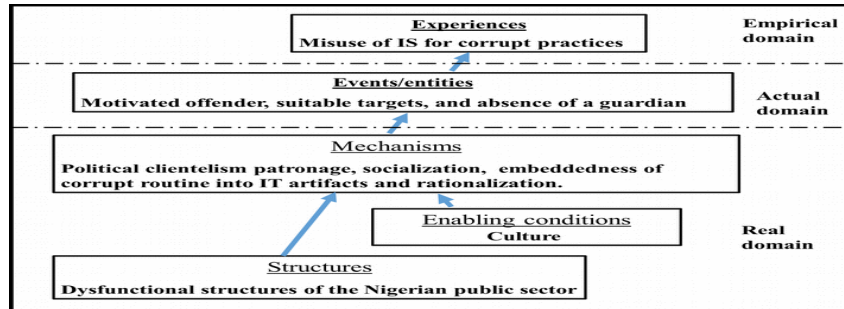 Experiences
Misuse of IS for corrupt practices
Empirical
domain
Events/entities
Motivated offender, suitable targets, and absence of a guardian
Actual
domain
Mechanisms
Political clientelism patronage, socialization, embeddedness of
corrupt routine into IT artifacts and rationalization.
Enabling conditions
Culture
Real
domain
Structures
Dysfunctional structures of the Nigerian public sector